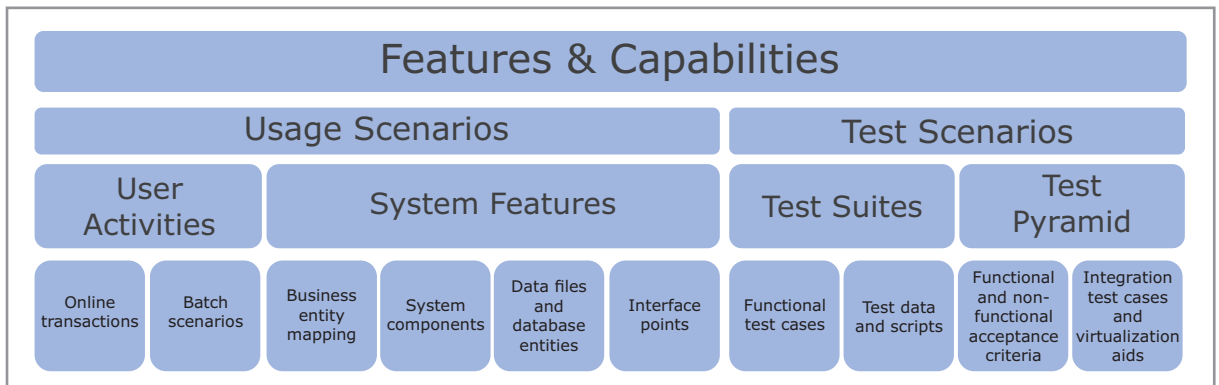 Features & Capabilities
Usage Scenarios
Test Scenarios
User
Activities
System Features
Test Suites
Test
Pyramid
Online
transactions
Batch
scenarios
Business
entity
mapping
System
components
Data files
and
database
entities
Interface
points
Functional
test cases
Test data
and scripts
Functional
and non-
functional
acceptance
criteria
Integration
test cases
and
virtualization
aids